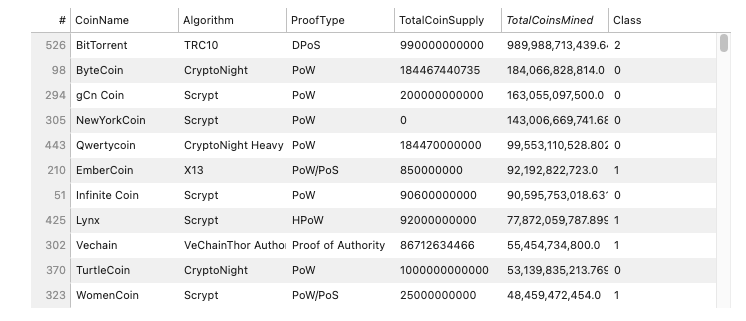 # CoinName Algorithm ProofType TotalCoinSupply TotalCoinsMined Class
526 BitTorrent TRC10 DPoS 990000000000 989,988,713,439.6 2
98 ByteCoin CryptoNight PoW 184467440735 184,066,828,814.0 0
294 gCn Coin Scrypt PoW 200000000000 163,055,097,500.0 0
305 NewYorkCoin Scrypt PoW 0 143,006,669,741.68 0
443 Qwertycoin CryptoNight Heavy PoW 184470000000 99,553,110,528.802 0
210 EmberCoin X13 PoW/PoS 850000000 92,192,822,723.0 1
51 Infinite Coin Scrypt PoW 90600000000 90,595,753,018.63 0
425 Lynx Scrypt HPoW 92000000000 77,872,059,787.899 1
302 Vechain VeChainThor Autho Proof of Authority 86712634466 55,454,734,800.0 1
370 TurtleCoin CryptoNight PoW 1000000000000 53,139,835,213.769 0
323 WomenCoin Scrypt PoW/PoS 25000000000 48,459,472,454.0 1